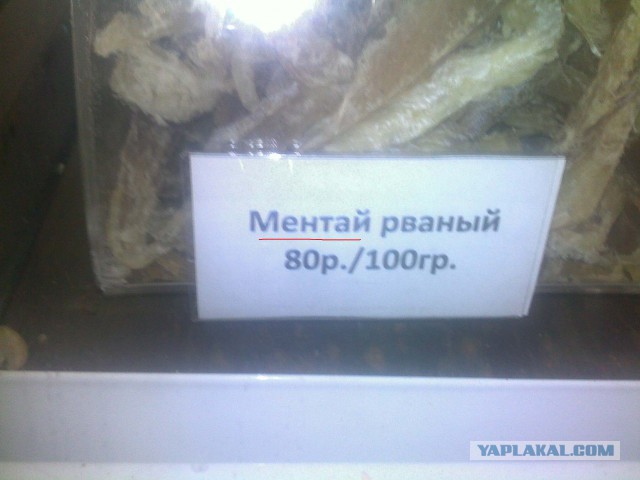 Ментай рваный
80р./100гр.
YAPLAKAL.COM